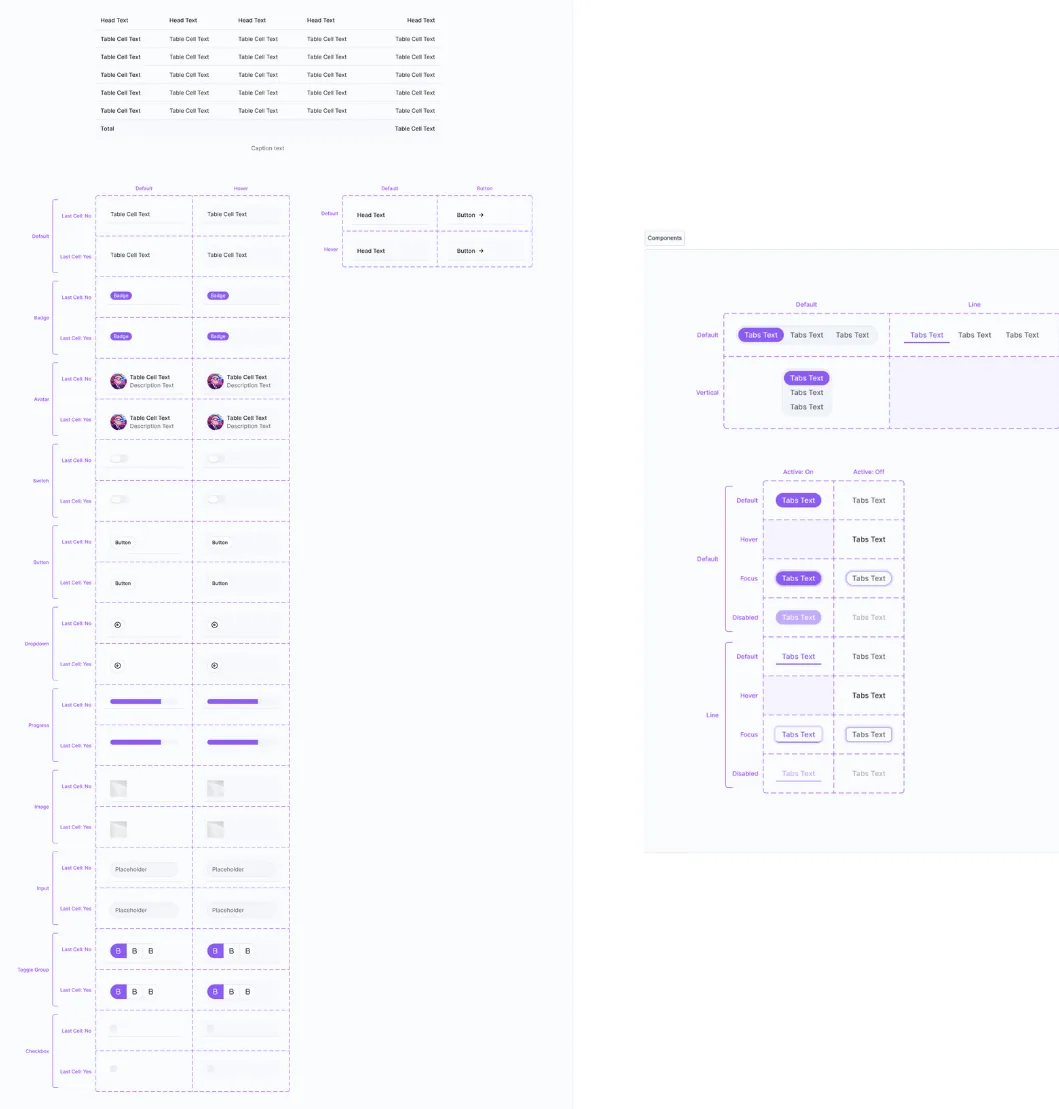 Head Text Head Text Head Text Head Text Head Text
Table Cell Text Table Cell Text Table Cell Text Table Cell Text Table Cell Text
Table Cell Text Table Cell Text Table Cell Text Table Cell Text Table Cell Text
Table Cell Text Table Cell Text Table Cell Text Table Cell Text Table Cell Text
Table Cell Text Table Cell Text Table Cell Text Table Cell Text Table Cell Text
Table Cell Text Table Cell Text Table Cell Text Table Cell Text Table Cell Text
Total Table Cell Text
Caption text
Default Hover
Default
Last Cell: No Table Cell Text Table Cell Text
Last Cell: Yes Table Cell Text Table Cell Text
Badge
Last Cell: No Badge Badge
Last Cell: Yes Badge Badge
Avatar
Last Cell: No Table Cell Text Table Cell Text
Description Text Description Text
Last Cell: Yes Table Cell Text Table Cell Text
Description Text Description Text
Switch
Last Cell: No
Last Cell: Yes
Button
Last Cell: No Button Button
Last Cell: Yes Button Button
Dropdown
Last Cell: No
Last Cell: Yes
Progress
Last Cell: No
Last Cell: Yes
Image
Last Cell: No
Last Cell: Yes
Input
Last Cell: No Placeholder Placeholder
Last Cell: Yes Placeholder Placeholder
Toggle Group
Last Cell: No B B B B B B
Last Cell: Yes B B B B B B
Checkbox
Last Cell: No
Last Cell: Yes
Default Button
Default Head Text Button →
Hover Head Text Button →
Components
Default Line
Default Tabs Text Tabs Text Tabs Text Tabs Text Tabs Text Tabs Text
Vertical Tabs Text
Tabs Text
Tabs Text
Active: On Active: Off
Default
Default Tabs Text Tabs Text
Hover Tabs Text
Focus Tabs Text Tabs Text
Disabled Tabs Text Tabs Text
Line
Default Tabs Text Tabs Text
Hover Tabs Text
Focus Tabs Text Tabs Text
Disabled Tabs Text Tabs Text